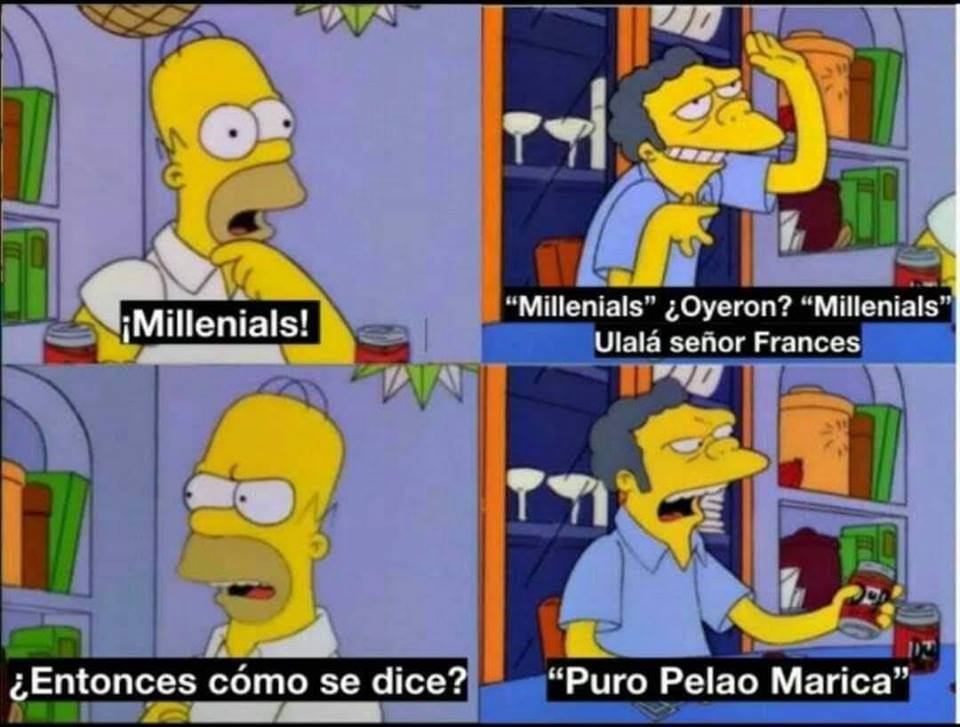 ¡Millenials!
“Millenials” ¿Oyeron? “Millenials”
Ulalá señor Frances
¿Entonces cómo se dice?
“Puro Pelao Marica”